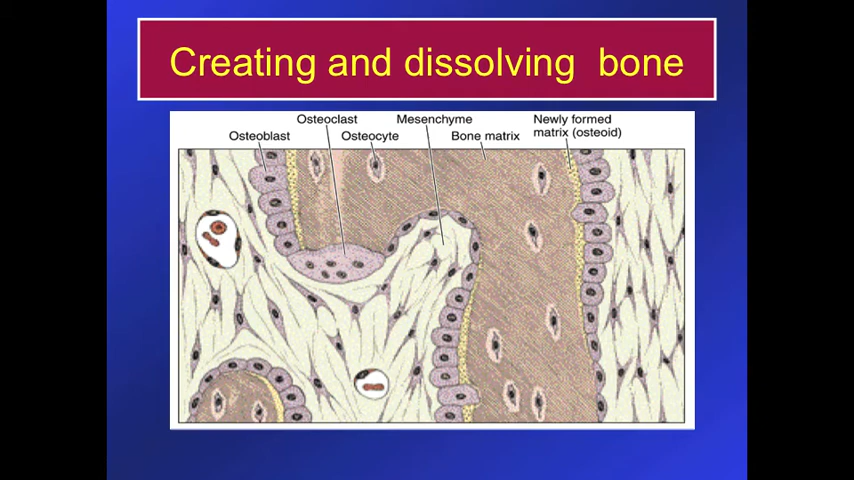 Creating and dissolving bone
Osteoclast Mesenchyme Newly formed
Osteoblast Osteocyte Bone matrix matrix (osteoid)